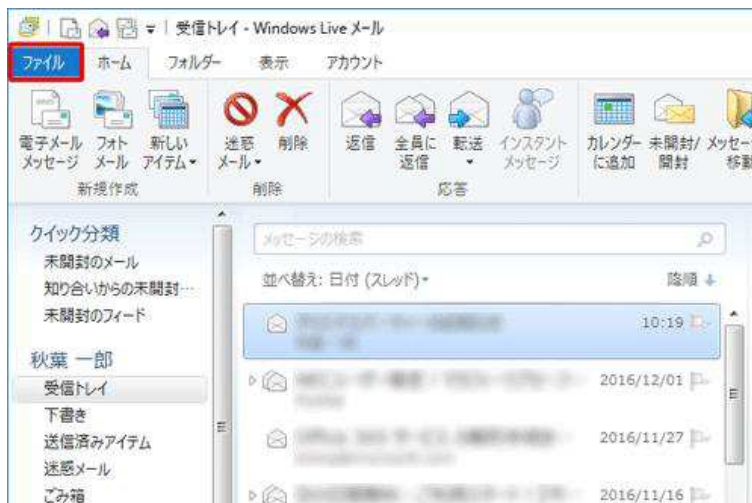 受信トレイ - Windows Live メール
ファイル ホーム フォルダー 表示 アカウント
電子メール フォト 新しい 迷惑 削除 返信 全員に 転送 インスタント カレンダー 未開封/ メッセー
メッセージ メール アイテム メール 返信 メッセージ に追加 開封 移動
新規作成 削除 応答
クイック分類
メッセージの検索
未開封のメール
知り合いからの未開封…
並べ替え: 日付 (スレッド) 降順
未開封のフィード
10:19
秋葉 一郎
受信トレイ 2016/12/01
下書き
送信済みアイテム 2016/11/27
迷惑メール
ごみ箱 2016/11/16